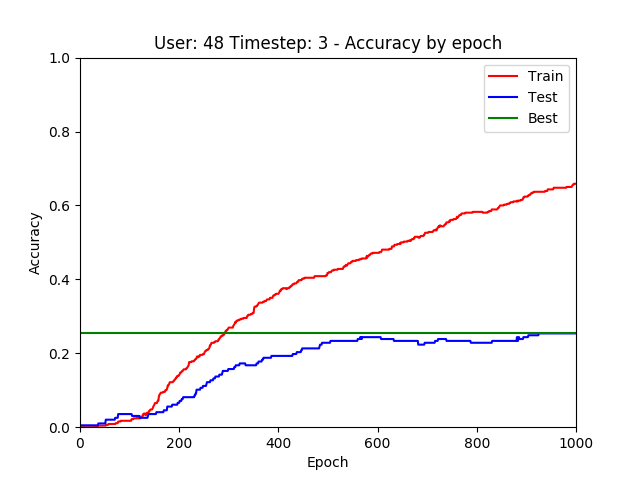 User: 48 Timestep: 3 - Accuracy by epoch
1.0
0.8
0.6
0.4
0.2
0.0
Accuracy
Train
Test
Best
0 200 400 600 800 1000
Epoch